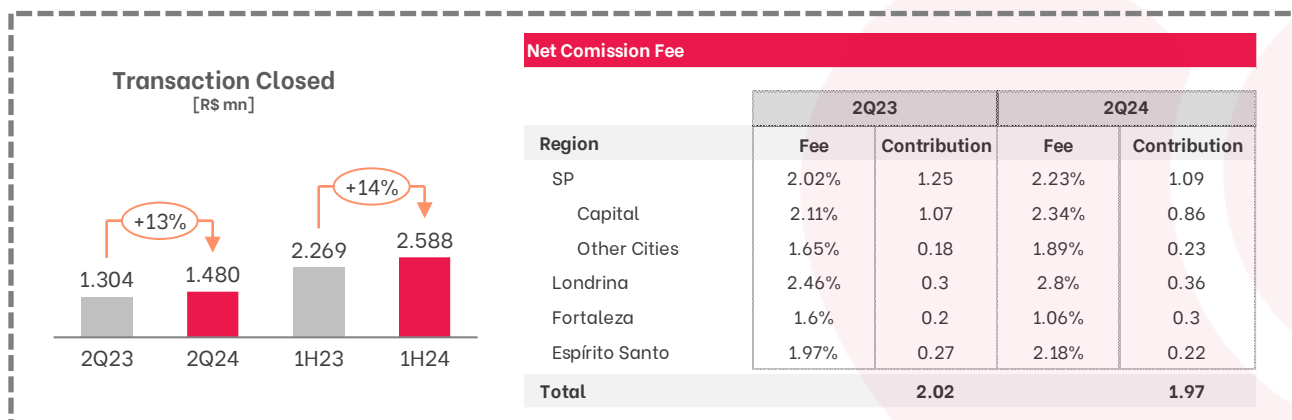 Transaction Closed
[R$ mn]
+13%
+14%
1.304
1.480
2.269
2.588
2Q23
2Q24
1H23
1H24
Net Comission Fee
2Q23 2Q24
Region Fee Contribution Fee Contribution
SP 2.02% 1.25 2.23% 1.09
Capital 2.11% 1.07 2.34% 0.86
Other Cities 1.65% 0.18 1.89% 0.23
Londrina 2.46% 0.3 2.8% 0.36
Fortaleza 1.6% 0.2 1.06% 0.3
Espírito Santo 1.97% 0.27 2.18% 0.22
Total 2.02 1.97